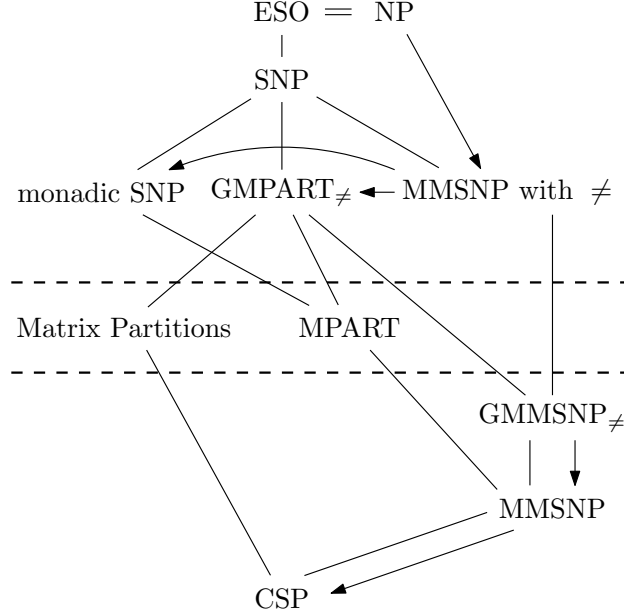 ESO = NP
SNP
monadic SNP GMPART≠ MMSNP with ≠
Matrix Partitions MPART
GMMSNP≠
MMSNP
CSP